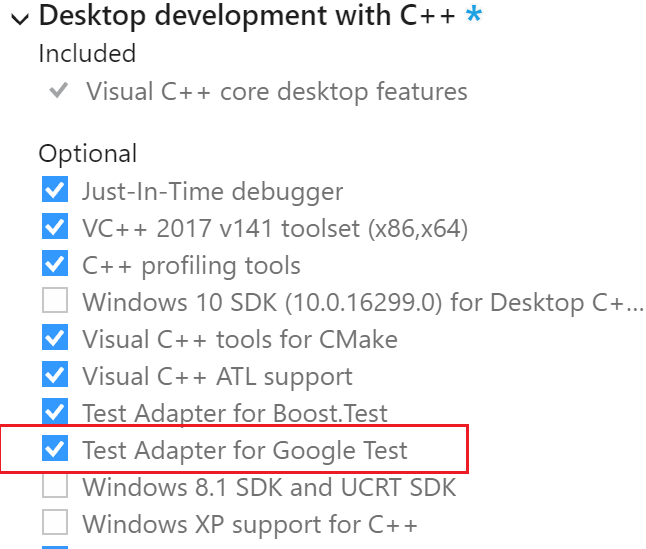 Desktop development with C++ *
Included
Visual C++ core desktop features
Optional
Just-In-Time debugger
VC++ 2017 v141 toolset (x86,x64)
C++ profiling tools
Windows 10 SDK (10.0.16299.0) for Desktop C+...
Visual C++ tools for CMake
Visual C++ ATL support
Test Adapter for Boost.Test
Test Adapter for Google Test
Windows 8.1 SDK and UCRT SDK
Windows XP support for C++